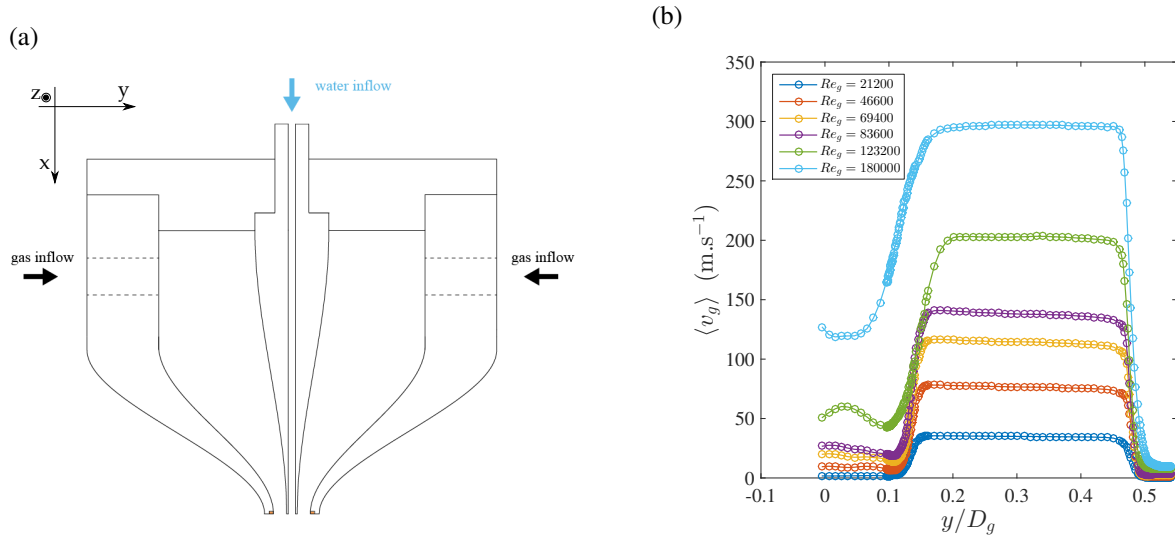 (a)
z
y
x
water inflow
gas inflow
gas inflow
(b)
350
300
250
200
150
100
50
0
⟨v_g⟩ (m.s⁻¹)
Re_g = 21200
Re_g = 46600
Re_g = 69400
Re_g = 83600
Re_g = 123200
Re_g = 180000
-0.1 0 0.1 0.2 0.3 0.4 0.5
y/D_g